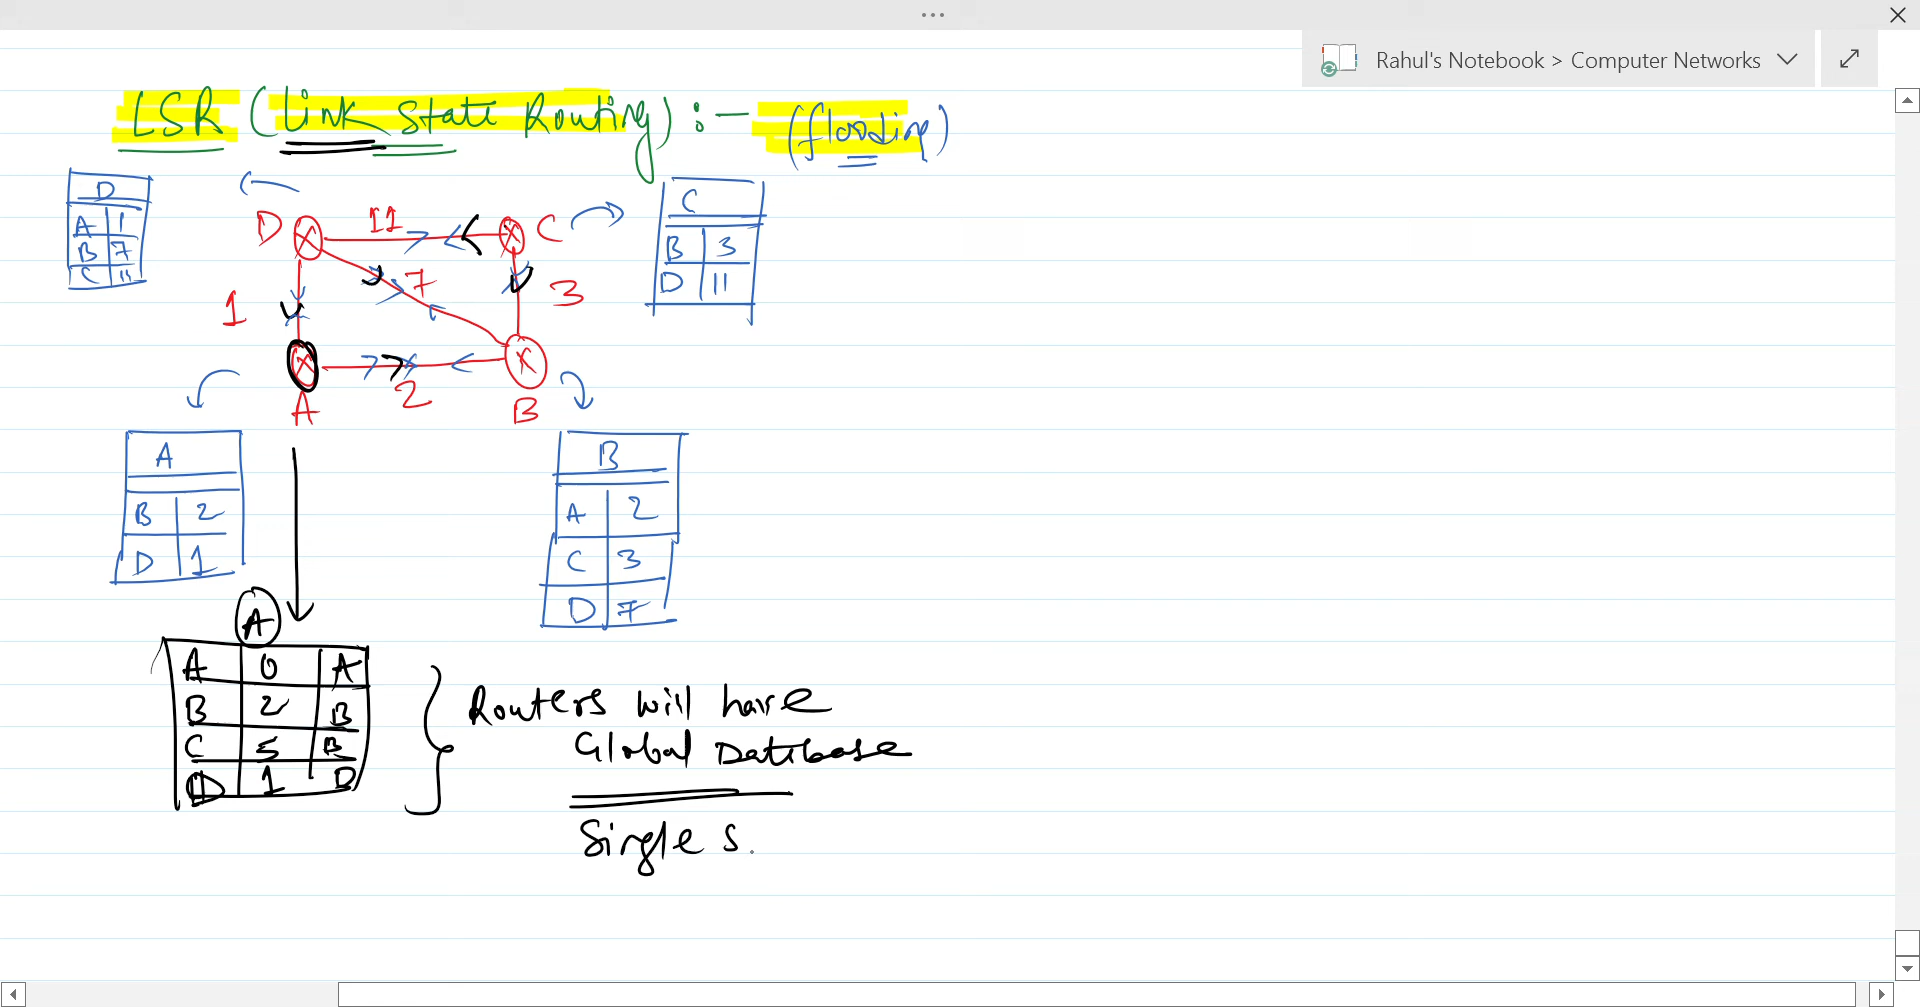 Rahul's Notebook > Computer Networks
LSR (Link State Routing) :- (flooding)
D
A 1
B 7
C 11
D 11 C
C
B 3
D 11
1 7 3
A 2 B
A
B 2
D 1
B
A 2
C 3
D 7
A
A 0 A
B 2 B
C 5 B
D 1 D
Routers will have
Global Database
Single S.